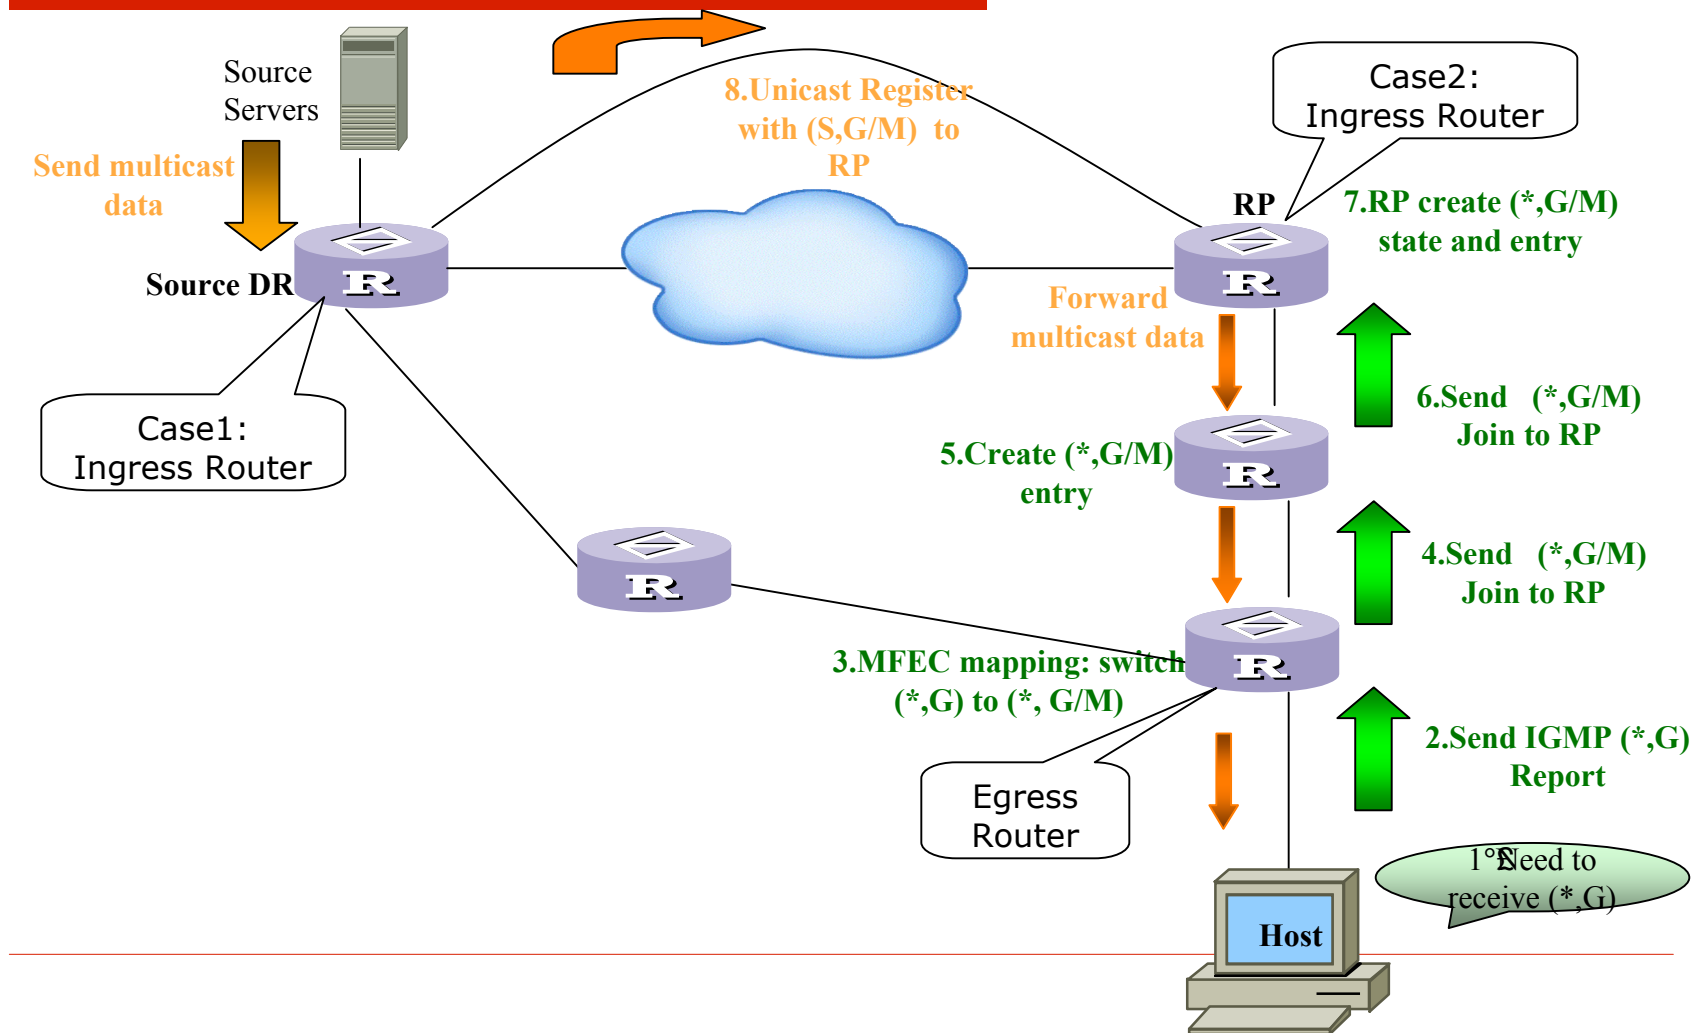 Source
Servers
Send multicast
data
8.Unicast Register
with (S,G/M) to
RP
Case2:
Ingress Router
RP
7.RP create (*,G/M)
state and entry
Source DR
R
R
Forward
multicast data
Case1:
Ingress Router
6.Send (*,G/M)
Join to RP
5.Create (*,G/M)
entry
R
4.Send (*,G/M)
Join to RP
R
3.MFEC mapping: switch
(*,G) to (*, G/M)
R
2.Send IGMP (*,G)
Report
Egress
Router
1°£Need to
receive (*,G)
Host